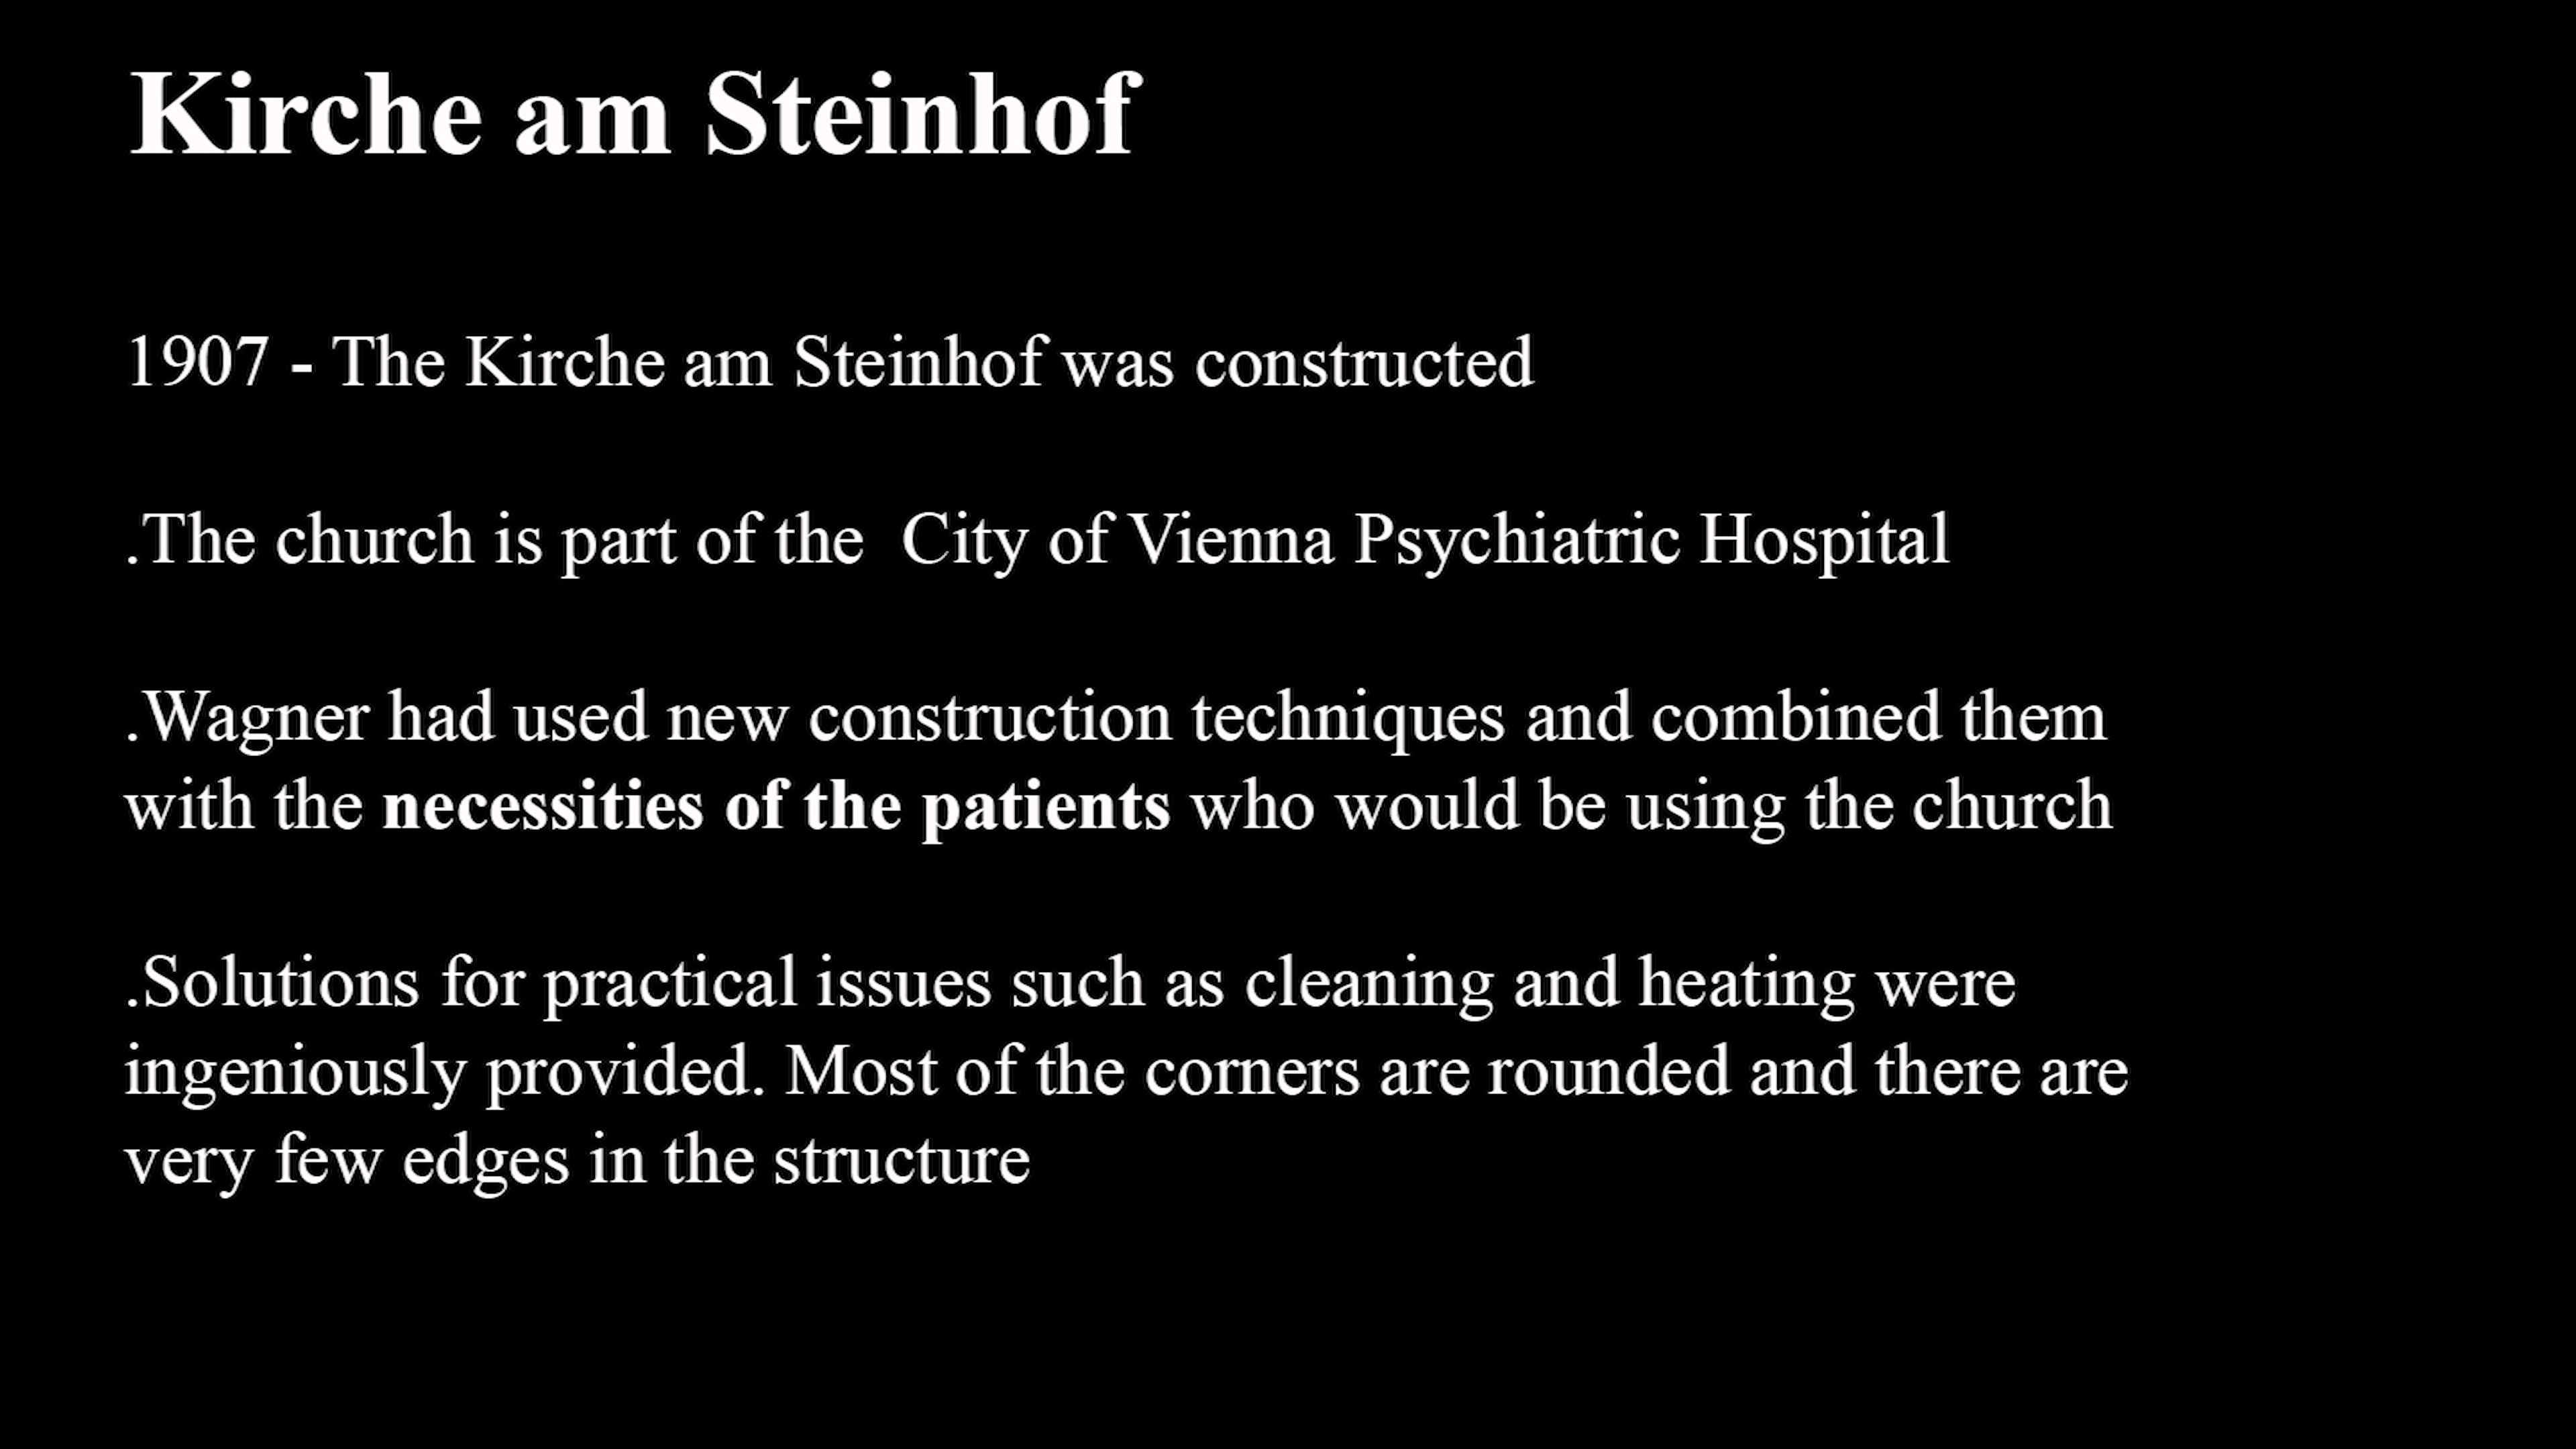 Kirche am Steinhof
1907 - The Kirche am Steinhof was constructed
.The church is part of the  City of Vienna Psychiatric Hospital
.Wagner had used new construction techniques and combined them
with the necessities of the patients who would be using the church
.Solutions for practical issues such as cleaning and heating were
ingeniously provided. Most of the corners are rounded and there are
very few edges in the structure